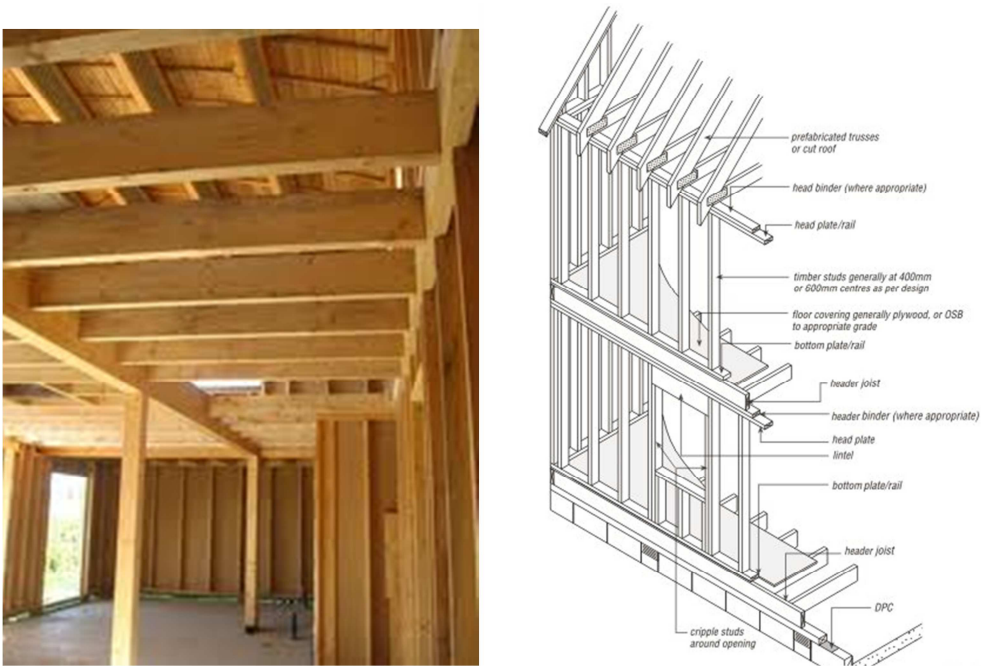 prefabricated trusses
or cut roof
head binder (where appropriate)
head plate/rail
timber studs generally at 400mm
or 600mm centres as per design
floor covering generally plywood, or OSB
to appropriate grade
bottom plate/rail
header joist
header binder (where appropriate)
head plate
lintel
bottom plate/rail
header joist
DPC
cripple studs
around opening